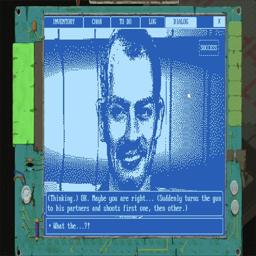 INVENTORY CHAR TO DO LOG DIALOG X
SUCCESS
(Thinking.) OK. Maybe you are right... (Suddenly turns the gun
to his partners and shoots first one, then other.)
• What the...?!